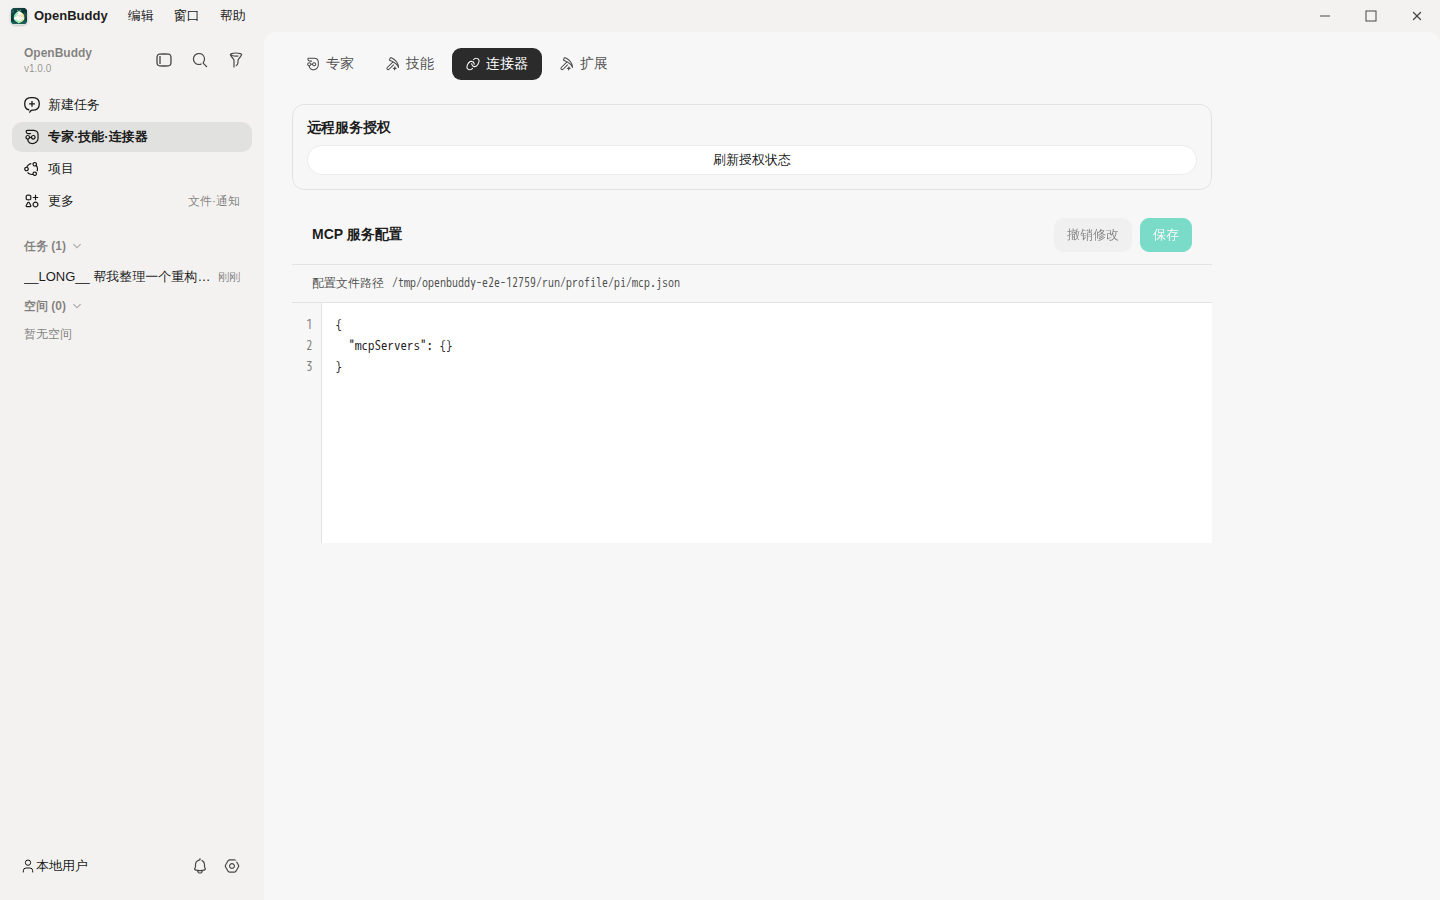 OpenBuddy 编辑 窗口 帮助
OpenBuddy
v1.0.0
新建任务
专家·技能·连接器
项目
更多 文件·通知
任务 (1)
__LONG__ 帮我整理一个重构... 刚刚
空间 (0)
暂无空间
本地用户
专家 技能 连接器 扩展
远程服务授权
刷新授权状态
MCP 服务配置 撤销修改 保存
配置文件路径 /tmp/openbuddy-e2e-12759/run/profile/pi/mcp.json
1 {
2 "mcpServers": {}
3 }